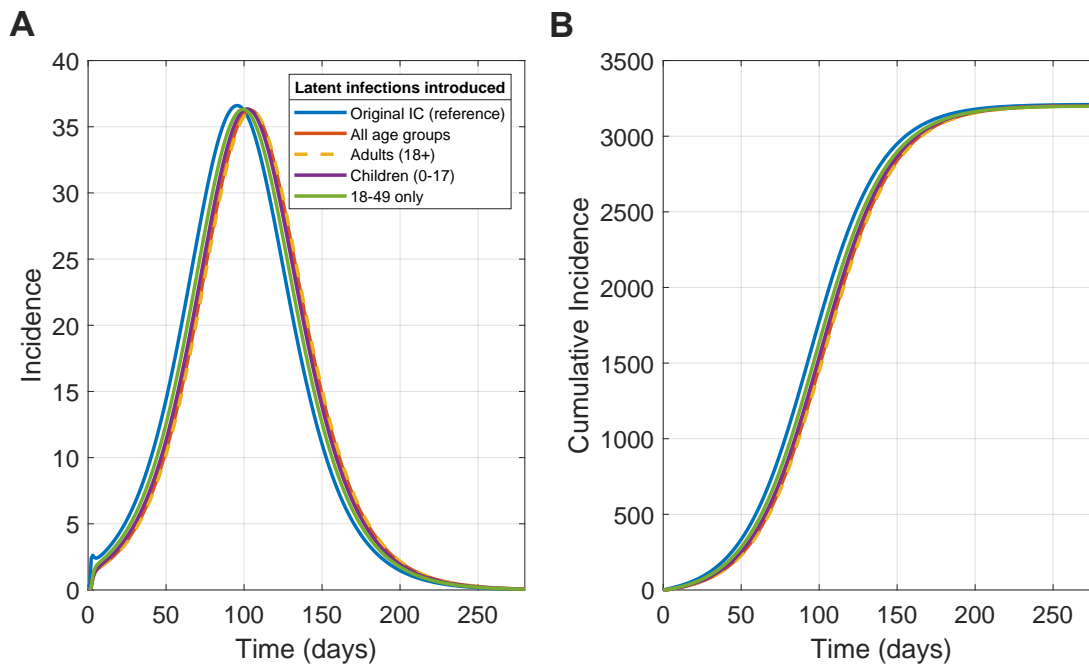 A
B
40
35
30
25
20
15
10
5
0
Incidence
0
50
100
150
200
250
Time (days)
Latent infections introduced
Original IC (reference)
All age groups
Adults (18+)
Children (0-17)
18-49 only
3500
3000
2500
2000
1500
1000
500
0
Cumulative Incidence
0
50
100
150
200
250
Time (days)